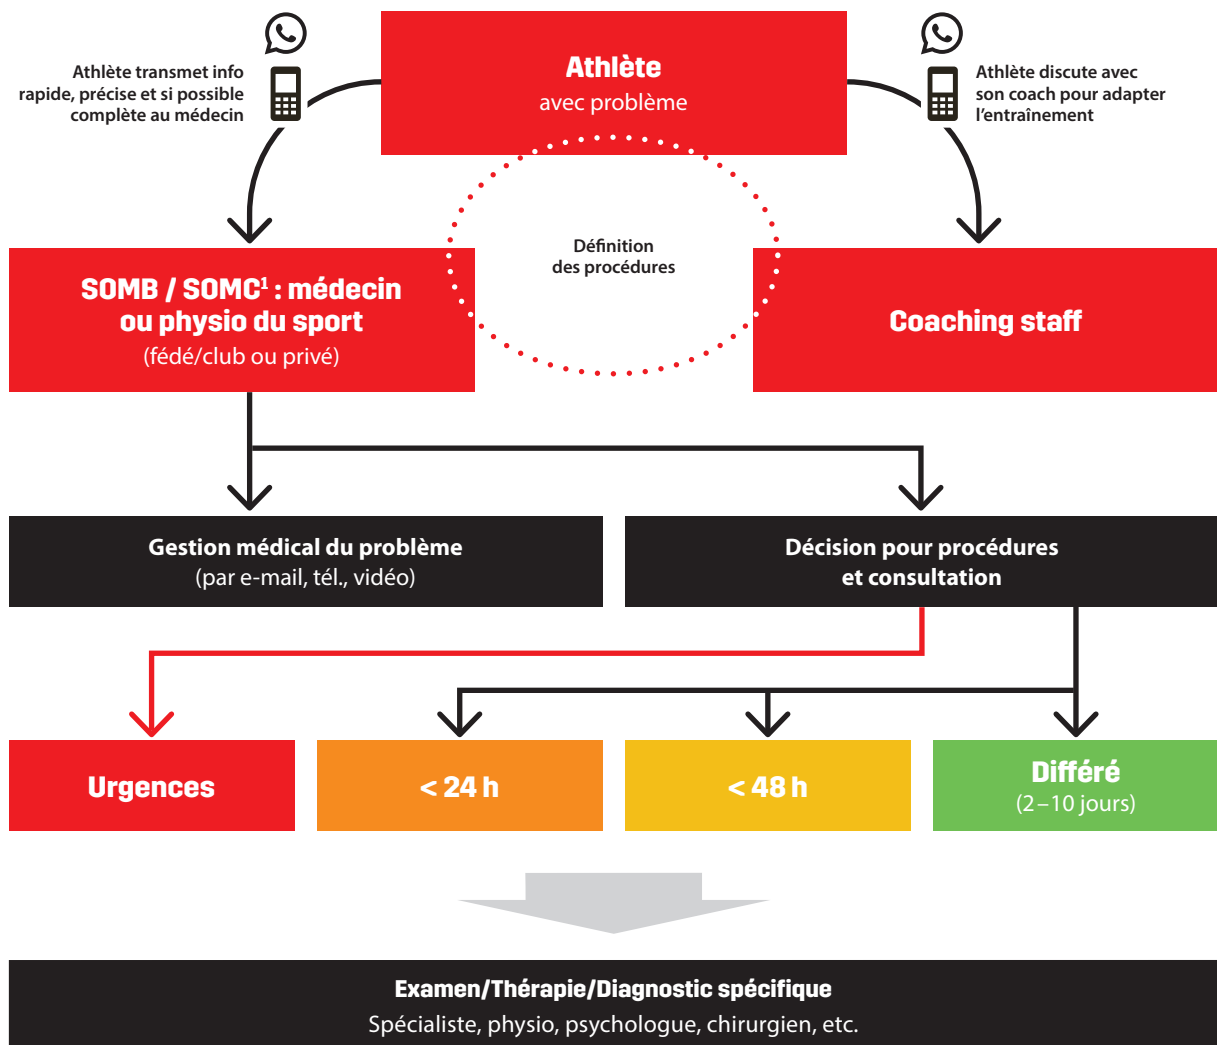 Athlète
avec problème
Athlète transmet info
rapide, précise et si possible
complète au médecin
Athlète discute avec
son coach pour adapter
l’entraînement
Définition
des procédures
SOMB / SOMC¹ : médecin
ou physio du sport
(fédé/club ou privé)
Coaching staff
Gestion médical du problème
(par e-mail, tél., vidéo)
Décision pour procédures
et consultation
Urgences
< 24 h
< 48 h
Différé
(2–10 jours)
Examen/Thérapie/Diagnostic spécifique
Spécialiste, physio, psychologue, chirurgien, etc.